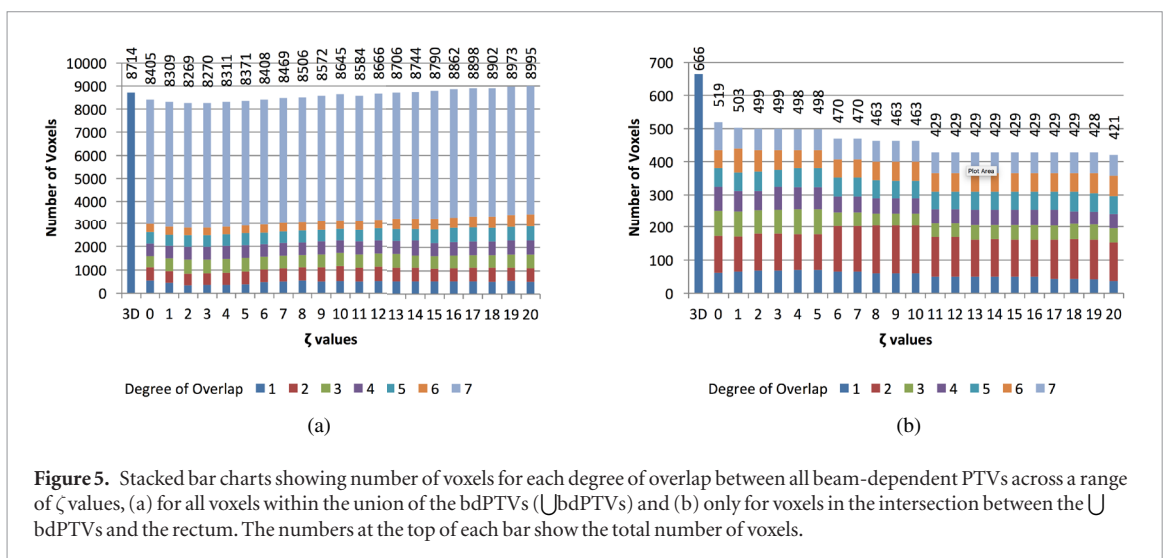 8714 8405 8309 8269 8270 8311 8371 8408 8469 8506 8572 8645 8584 8666 8706 8744 8790 8862 8898 8902 8973 8995
10000
9000
8000
7000
6000
5000
4000
3000
2000
1000
0
Number of Voxels
3D 0 1 2 3 4 5 6 7 8 9 10 11 12 13 14 15 16 17 18 19 20
ζ values
Degree of Overlap 1 2 3 4 5 6 7
(a)
666 519 503 499 499 498 498 470 470 463 463 463 429 429 429 429 429 429 429 429 428 421
700
600
500
400
300
200
100
0
Number of Voxels
Plot Area
3D 0 1 2 3 4 5 6 7 8 9 10 11 12 13 14 15 16 17 18 19 20
ζ values
Degree of Overlap 1 2 3 4 5 6 7
(b)
Figure 5. Stacked bar charts showing number of voxels for each degree of overlap between all beam-dependent PTVs across a range
of ζ values, (a) for all voxels within the union of the bdPTVs (⋃bdPTVs) and (b) only for voxels in the intersection between the ⋃
bdPTVs and the rectum. The numbers at the top of each bar show the total number of voxels.